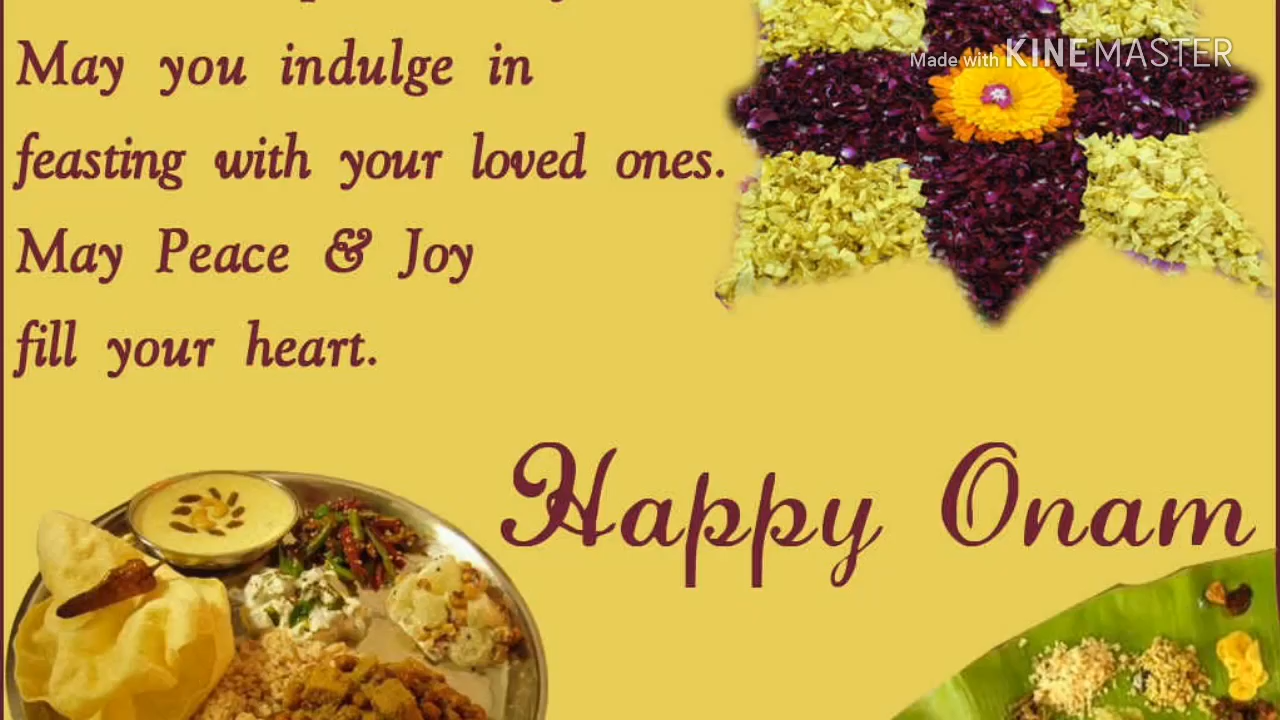 May you indulge in
feasting with your loved ones.
May Peace & Joy
fill your heart.
Happy Onam
Made with KINEMASTER